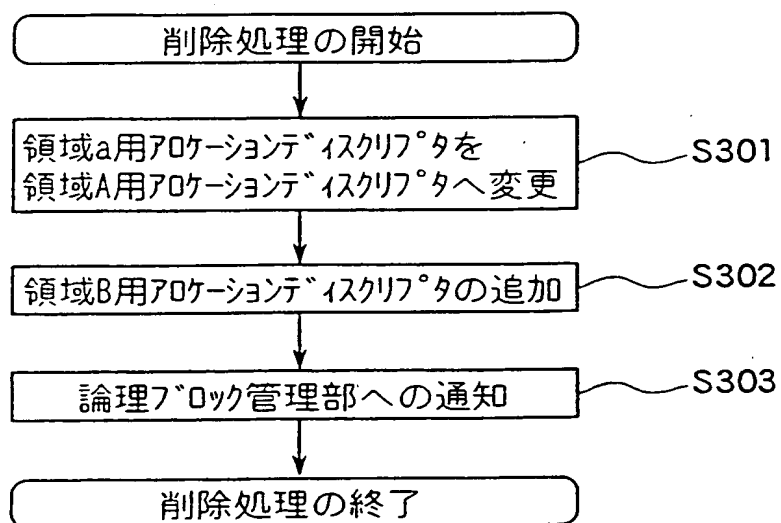 削除処理の開始
領域a用ｱﾛｹｰｼｮﾝﾃﾞｨｽｸﾘﾌﾟﾀを
領域A用ｱﾛｹｰｼｮﾝﾃﾞｨｽｸﾘﾌﾟﾀへ変更
S301
領域B用ｱﾛｹｰｼｮﾝﾃﾞｨｽｸﾘﾌﾟﾀの追加
S302
論理ﾌﾞﾛｯｸ管理部への通知
S303
削除処理の終了